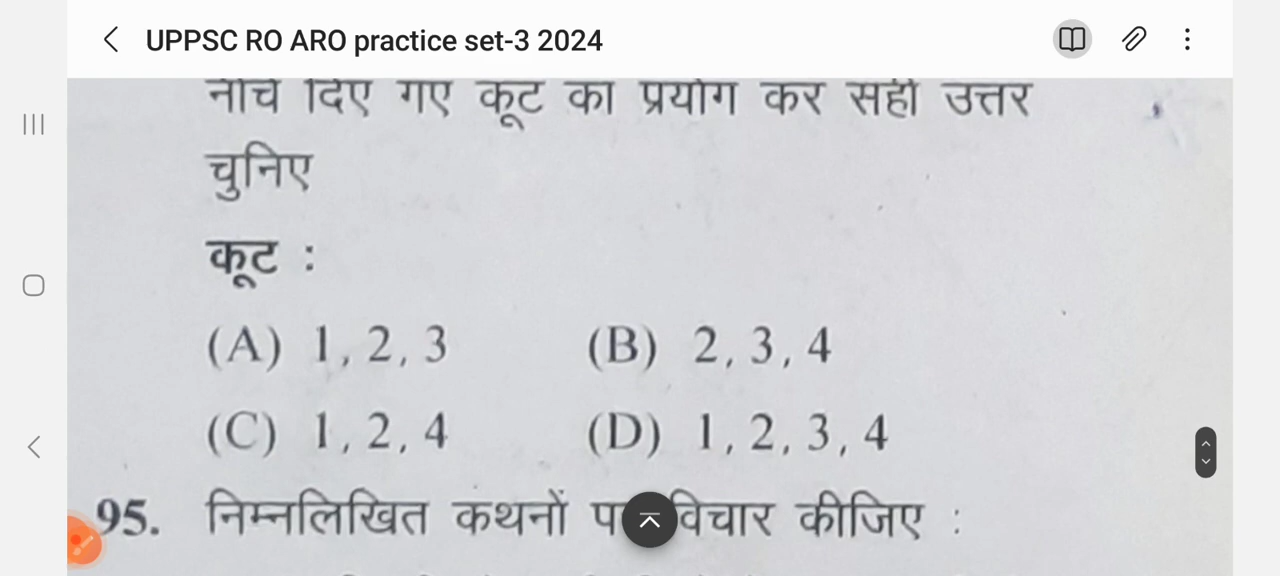 UPPSC RO ARO practice set-3 2024
नीचे दिए गए कूट का प्रयोग कर सही उत्तर
चुनिए
कूट :
(A) 1, 2, 3 (B) 2, 3, 4
(C) 1, 2, 4 (D) 1, 2, 3, 4
95. निम्नलिखित कथनों विचार कीजिए :